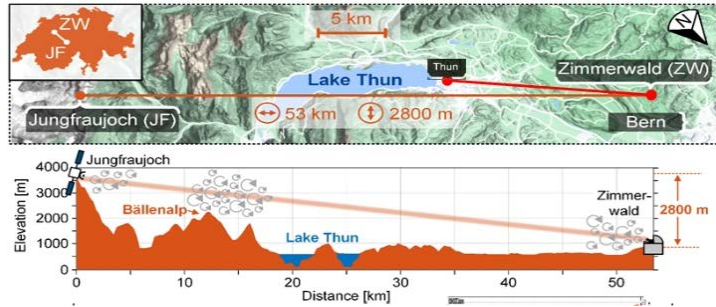 ZW
JF
5 km
N
Thun
Lake Thun
Zimmerwald (ZW)
Jungfraujoch (JF)
53 km
2800 m
Bern
4000
3000
2000
1000
0
Elevation [m]
Jungfraujoch
Bällenalp
Lake Thun
Zimmer-
wald
2800 m
0
10
20
30
40
50
Distance [km]